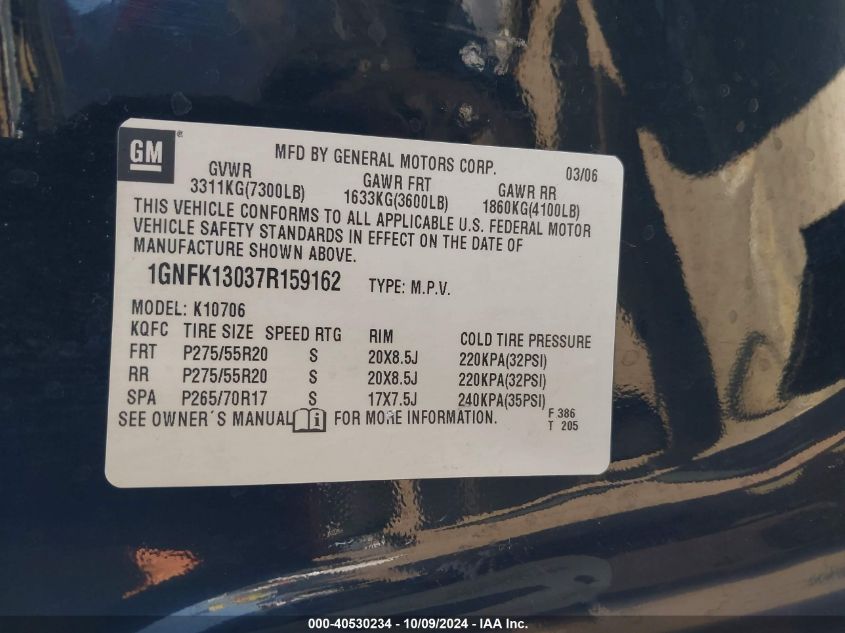 GM
MFD BY GENERAL MOTORS CORP. 03/06
GVWR GAWR FRT GAWR RR
3311KG(7300LB) 1633KG(3600LB) 1860KG(4100LB)
THIS VEHICLE CONFORMS TO ALL APPLICABLE U.S. FEDERAL MOTOR
VEHICLE SAFETY STANDARDS IN EFFECT ON THE DATE OF
MANUFACTURE SHOWN ABOVE.
1GNFK13037R159162 TYPE: M.P.V.
MODEL: K10706
KQFC TIRE SIZE SPEED RTG RIM COLD TIRE PRESSURE
FRT P275/55R20 S 20X8.5J 220KPA(32PSI)
RR P275/55R20 S 20X8.5J 220KPA(32PSI)
SPA P265/70R17 S 17X7.5J 240KPA(35PSI)
SEE OWNER'S MANUAL FOR MORE INFORMATION. F 386
T 205
000-40530234 - 10/09/2024 - IAA Inc.